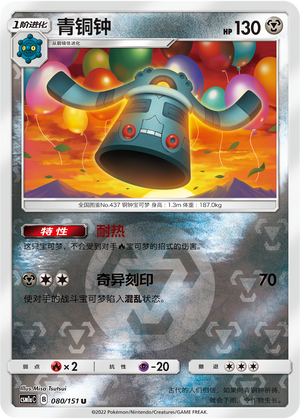 1阶进化 青铜钟 HP 130
从铜镜怪进化
全国图鉴No.437 铜钟宝可梦 身高：1.3m 体重：187.0kg
特性 耐热
这只宝可梦，不会受到对手宝可梦的招式的伤害。
奇异刻印 70
使对手的战斗宝可梦陷入混乱状态。
弱点 ×2 抵抗力 -20 撤退
Illus. Misa Tsutsui
csm1aC B 080/151 U
©2022 Pokémon/Nintendo/Creatures/GAME FREAK.